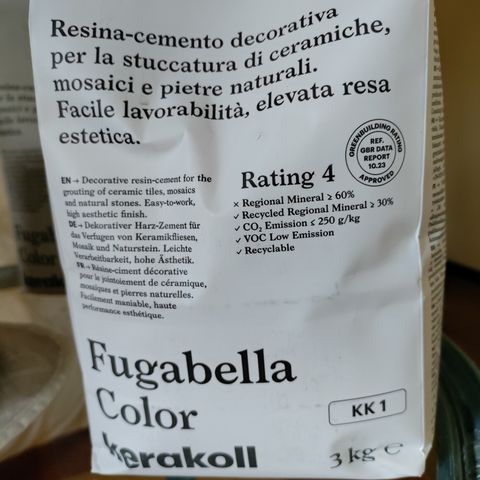 Resina-cemento decorativa
per la stuccatura di ceramiche,
mosaici e pietre naturali.
Facile lavorabilità, elevata resa
estetica.
EN → Decorative resin-cement for the
grouting of ceramic tiles, mosaics
and natural stones. Easy-to-work,
high aesthetic finish.
DE → Dekorativer Harz-Zement für
das Verfugen von Keramikfliesen,
Mosaik und Naturstein. Leichte
Verarbeitbarkeit, hohe Ästhetik.
FR → Résine-ciment décorative
pour le jointoiement de céramique,
mosaïques et pierres naturelles.
Facilement maniable, haute
performance esthétique.
GREENBUILDING RATING
REF.
GBR DATA
REPORT
10.23
APPROVED
Rating 4
× Regional Mineral ≥ 60%
✓ Recycled Regional Mineral ≥ 30%
✓ CO₂ Emission ≤ 250 g/kg
✓ VOC Low Emission
✓ Recyclable
Fugabella
Color
KK 1
kerakoll
3 kg e